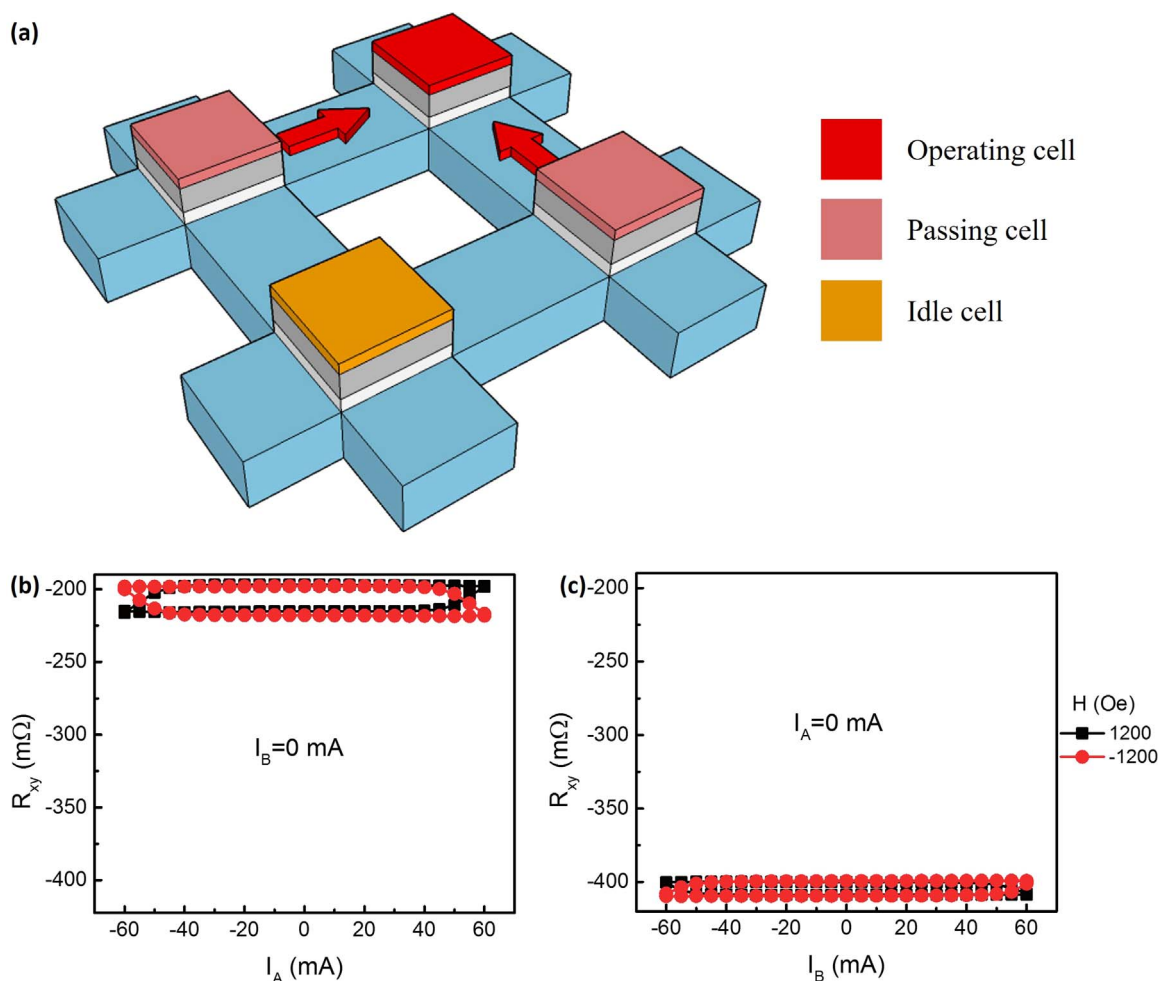 (a)
Operating cell
Passing cell
Idle cell
(b)
-200
-250
-300
-350
-400
R_xy (mΩ)
I_B=0 mA
-60 -40 -20 0 20 40 60
I_A (mA)
(c)
-200
-250
-300
-350
-400
R_xy (mΩ)
I_A=0 mA
-60 -40 -20 0 20 40 60
I_B (mA)
H (Oe)
1200
-1200